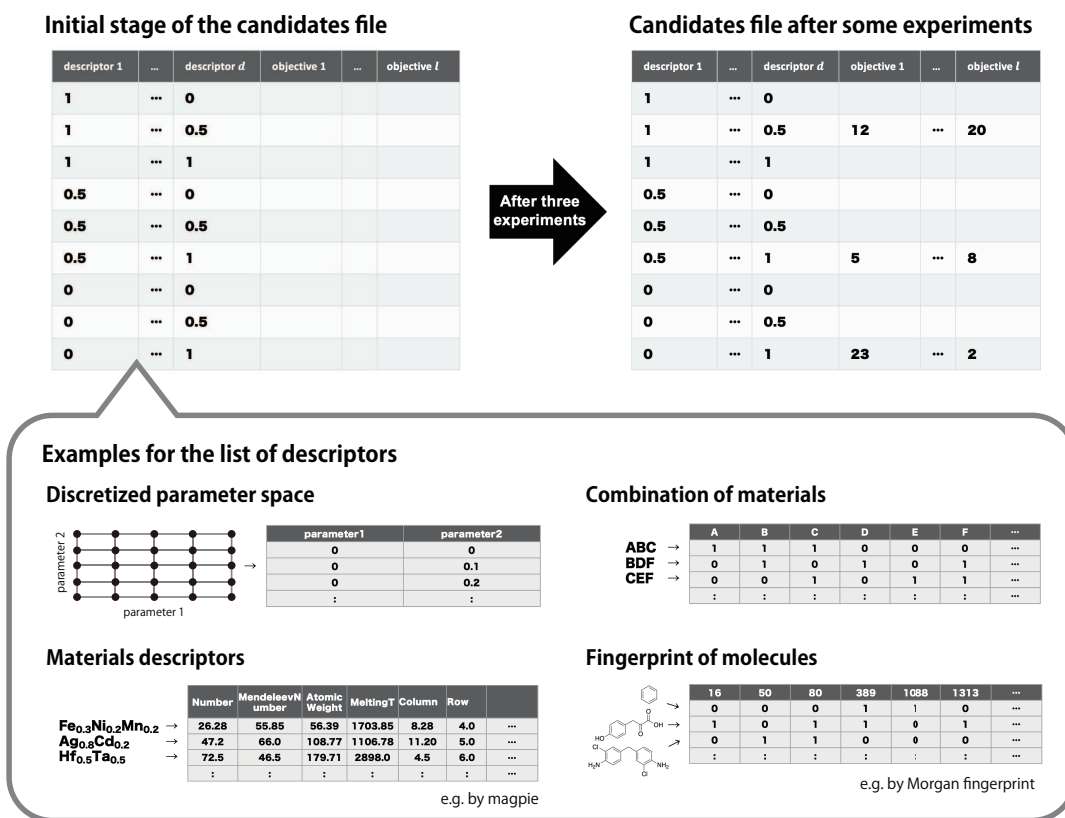 Initial stage of the candidates file
descriptor 1 ... descriptor d objective 1 ... objective l
1 ... 0
1 ... 0.5
1 ... 1
0.5 ... 0
0.5 ... 0.5
0.5 ... 1
0 ... 0
0 ... 0.5
0 ... 1
After three
experiments
Candidates file after some experiments
descriptor 1 ... descriptor d objective 1 ... objective l
1 ... 0
1 ... 0.5 12 ... 20
1 ... 1
0.5 ... 0
0.5 ... 0.5
0.5 ... 1 5 ... 8
0 ... 0
0 ... 0.5
0 ... 1 23 ... 2
Examples for the list of descriptors
Discretized parameter space
parameter 2
parameter 1
→
parameter1 parameter2
0 0
0 0.1
0 0.2
: :
Combination of materials
A B C D E F ...
ABC → 1 1 1 0 0 0 ...
BDF → 0 1 0 1 0 1 ...
CEF → 0 0 1 0 1 1 ...
: : : : : : ...
Materials descriptors
Number MendeleevN Atomic MeltingT Column Row
umber Weight
Fe0.3Ni0.2Mn0.2 → 26.28 55.85 56.39 1703.85 8.28 4.0 ...
Ag0.8Cd0.2 → 47.2 66.0 108.77 1106.78 11.20 5.0 ...
Hf0.5Ta0.5 → 72.5 46.5 179.71 2898.0 4.5 6.0 ...
: : : : : : ...
e.g. by magpie
Fingerprint of molecules
16 50 80 389 1088 1313 ...
0 0 0 1 1 0 ...
1 0 1 1 0 1 ...
0 1 1 0 0 0 ...
: : : : : : ...
O
OH
O
HO
Cl
H2N
NH2
Cl
e.g. by Morgan fingerprint